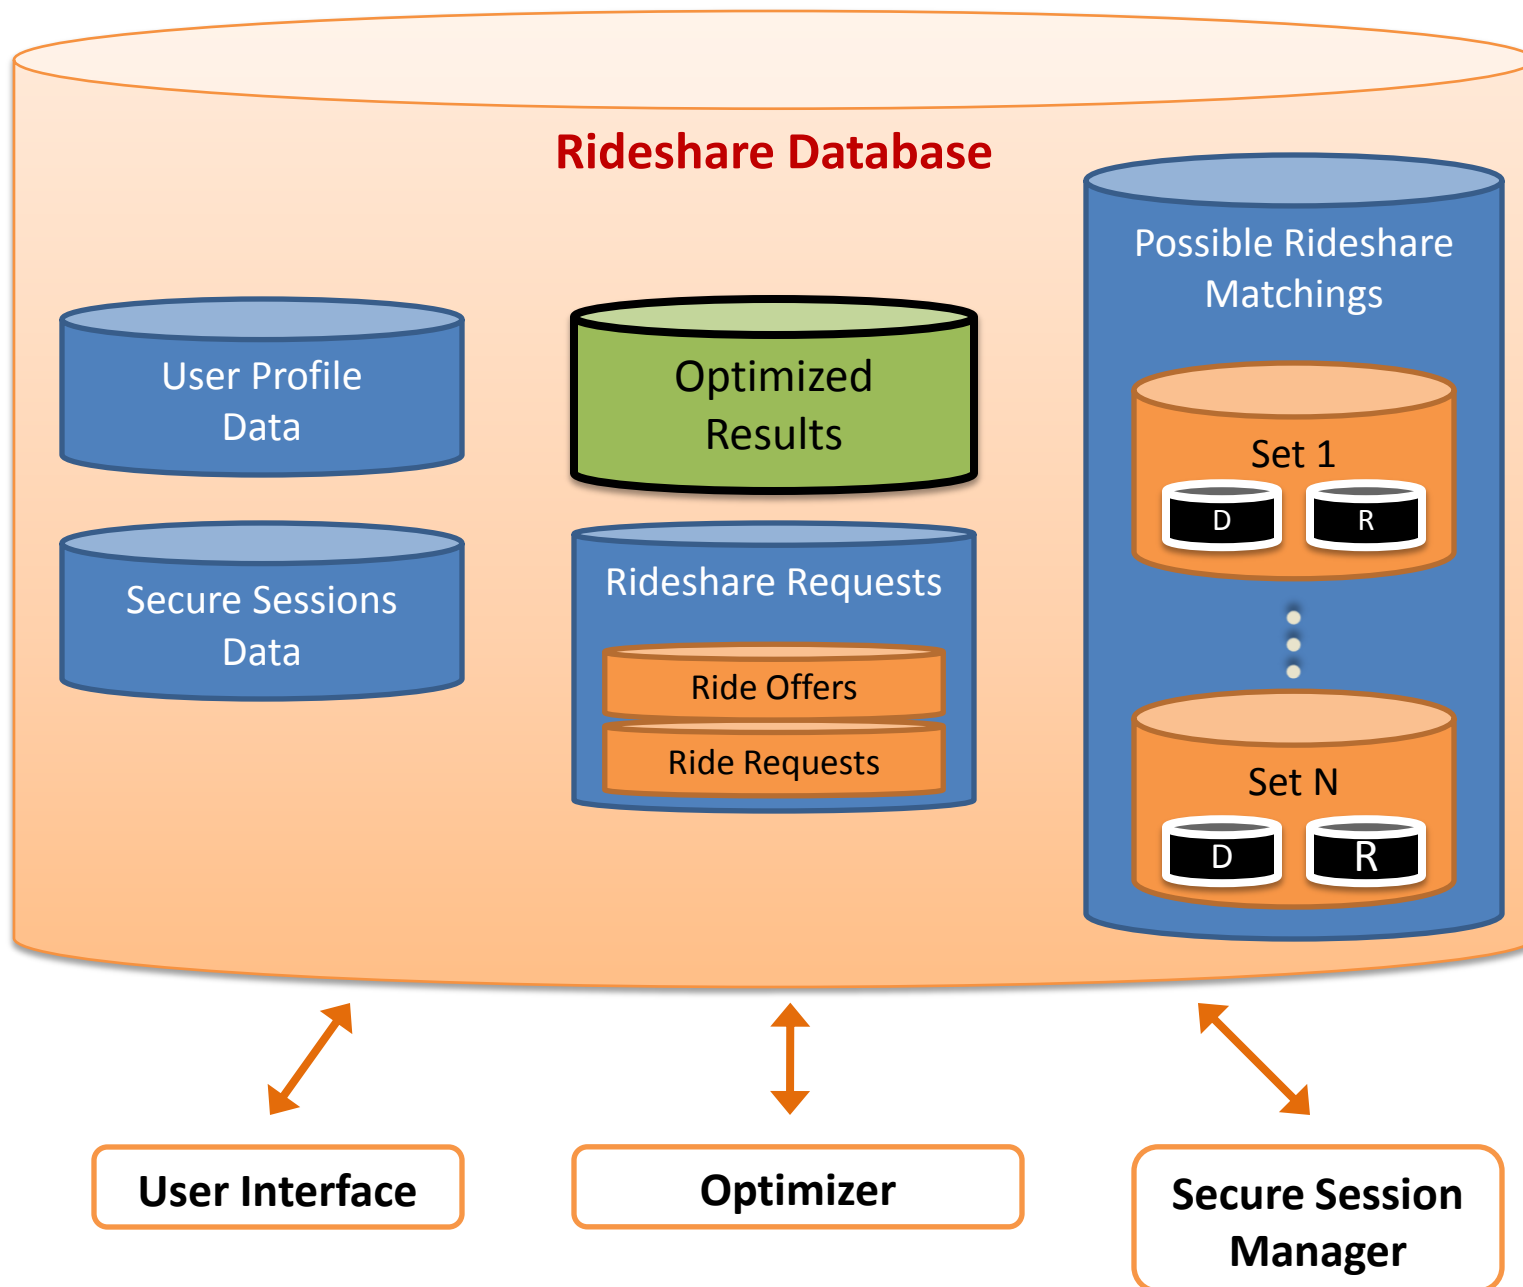 Rideshare Database
User Profile
Data
Secure Sessions
Data
Optimized
Results
Rideshare Requests
Ride Offers
Ride Requests
Possible Rideshare
Matchings
Set 1
D
R
Set N
D
R
User Interface
Optimizer
Secure Session
Manager